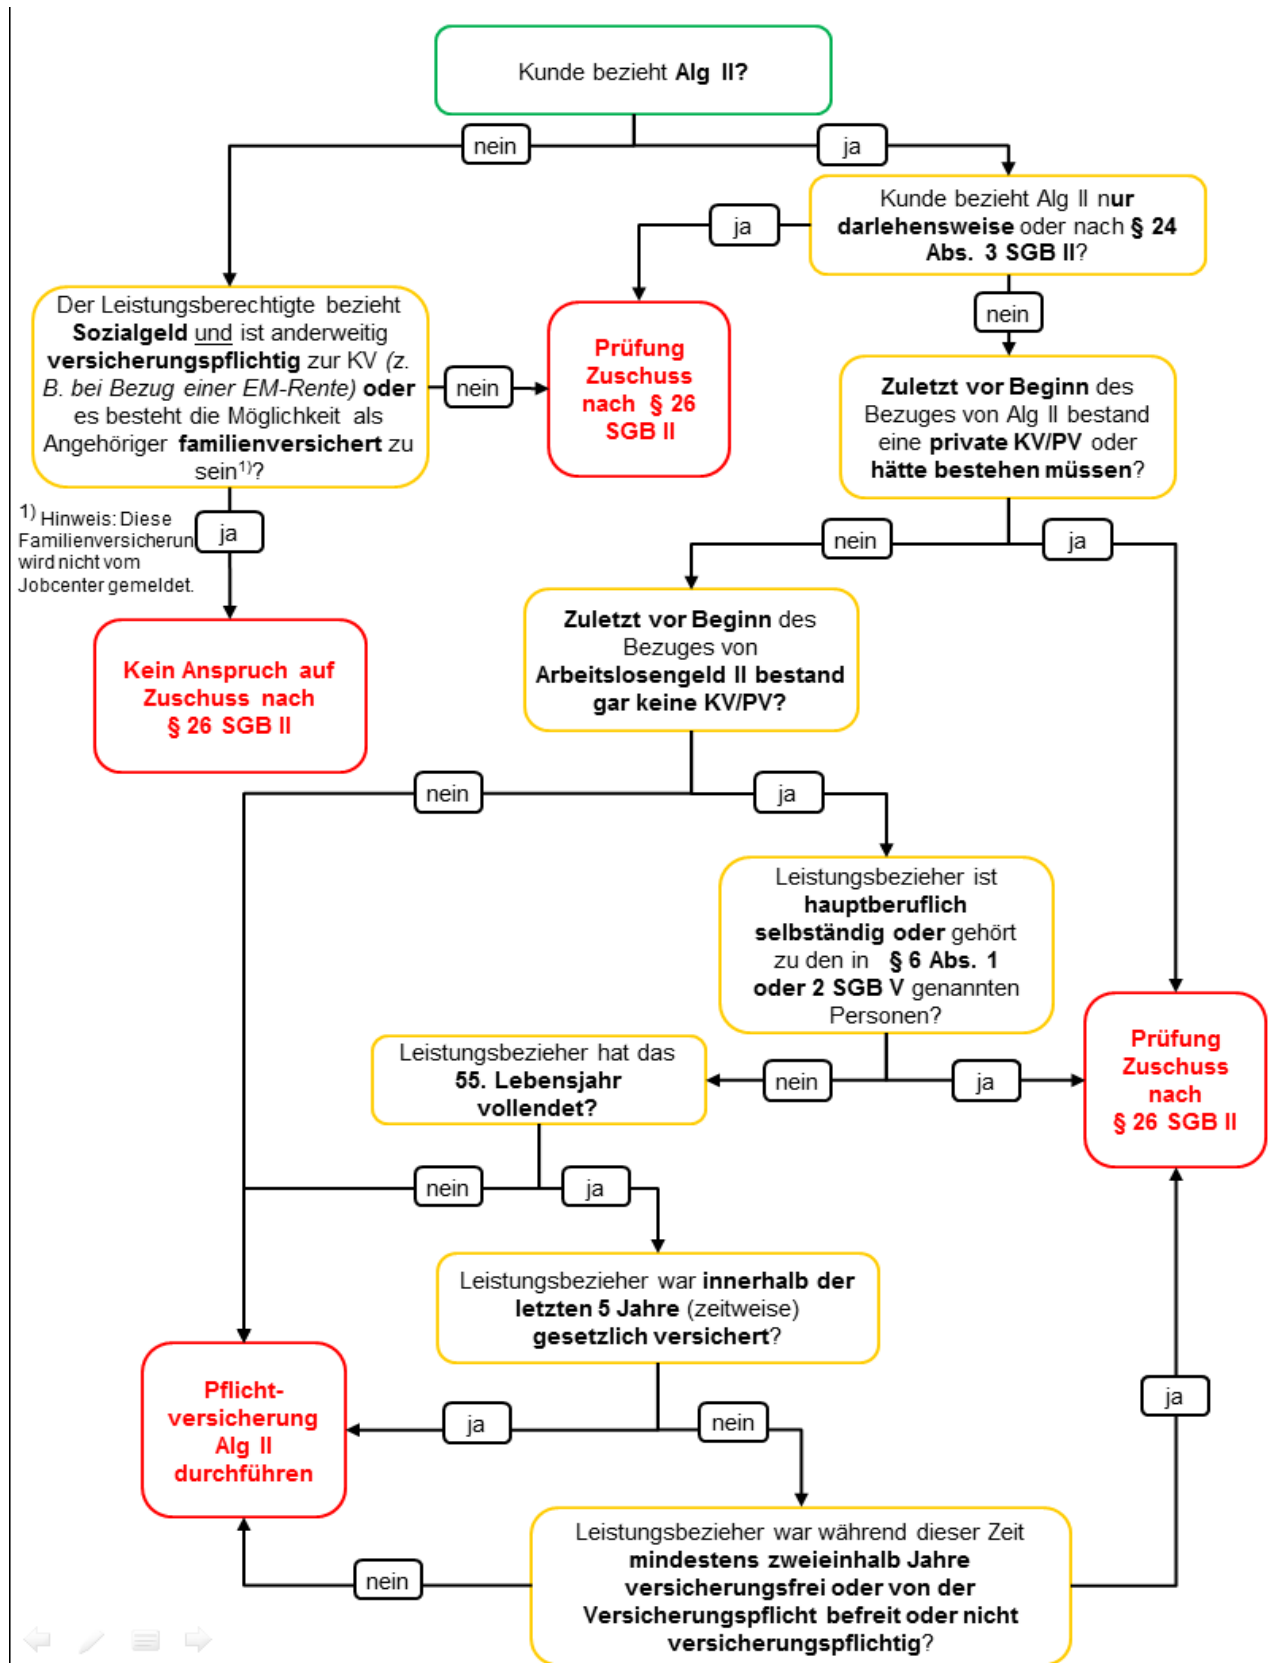 Kunde bezieht Alg II?
nein
ja
Kunde bezieht Alg II nur
darlehensweise oder nach § 24
Abs. 3 SGB II?
ja
nein
Der Leistungsberechtigte bezieht
Sozialgeld und ist anderweitig
versicherungspflichtig zur KV (z.
B. bei Bezug einer EM-Rente) oder
es besteht die Möglichkeit als
Angehöriger familienversichert zu
sein1)?
nein
Prüfung
Zuschuss
nach § 26
SGB II
Zuletzt vor Beginn des
Bezuges von Alg II bestand
eine private KV/PV oder
hätte bestehen müssen?
1) Hinweis: Diese
Familienversicherun
wird nicht vom
Jobcenter gemeldet.
ja
nein
ja
Kein Anspruch auf
Zuschuss nach
§ 26 SGB II
Zuletzt vor Beginn des
Bezuges von
Arbeitslosengeld II bestand
gar keine KV/PV?
nein
ja
Leistungsbezieher ist
hauptberuflich
selbständig oder gehört
zu den in § 6 Abs. 1
oder 2 SGB V genannten
Personen?
nein
ja
Prüfung
Zuschuss
nach
§ 26 SGB II
Leistungsbezieher hat das
55. Lebensjahr
vollendet?
nein
ja
Leistungsbezieher war innerhalb der
letzten 5 Jahre (zeitweise)
gesetzlich versichert?
ja
nein
Pflicht-
versicherung
Alg II
durchführen
Leistungsbezieher war während dieser Zeit
mindestens zweieinhalb Jahre
versicherungsfrei oder von der
Versicherungspflicht befreit oder nicht
versicherungspflichtig?
nein
ja